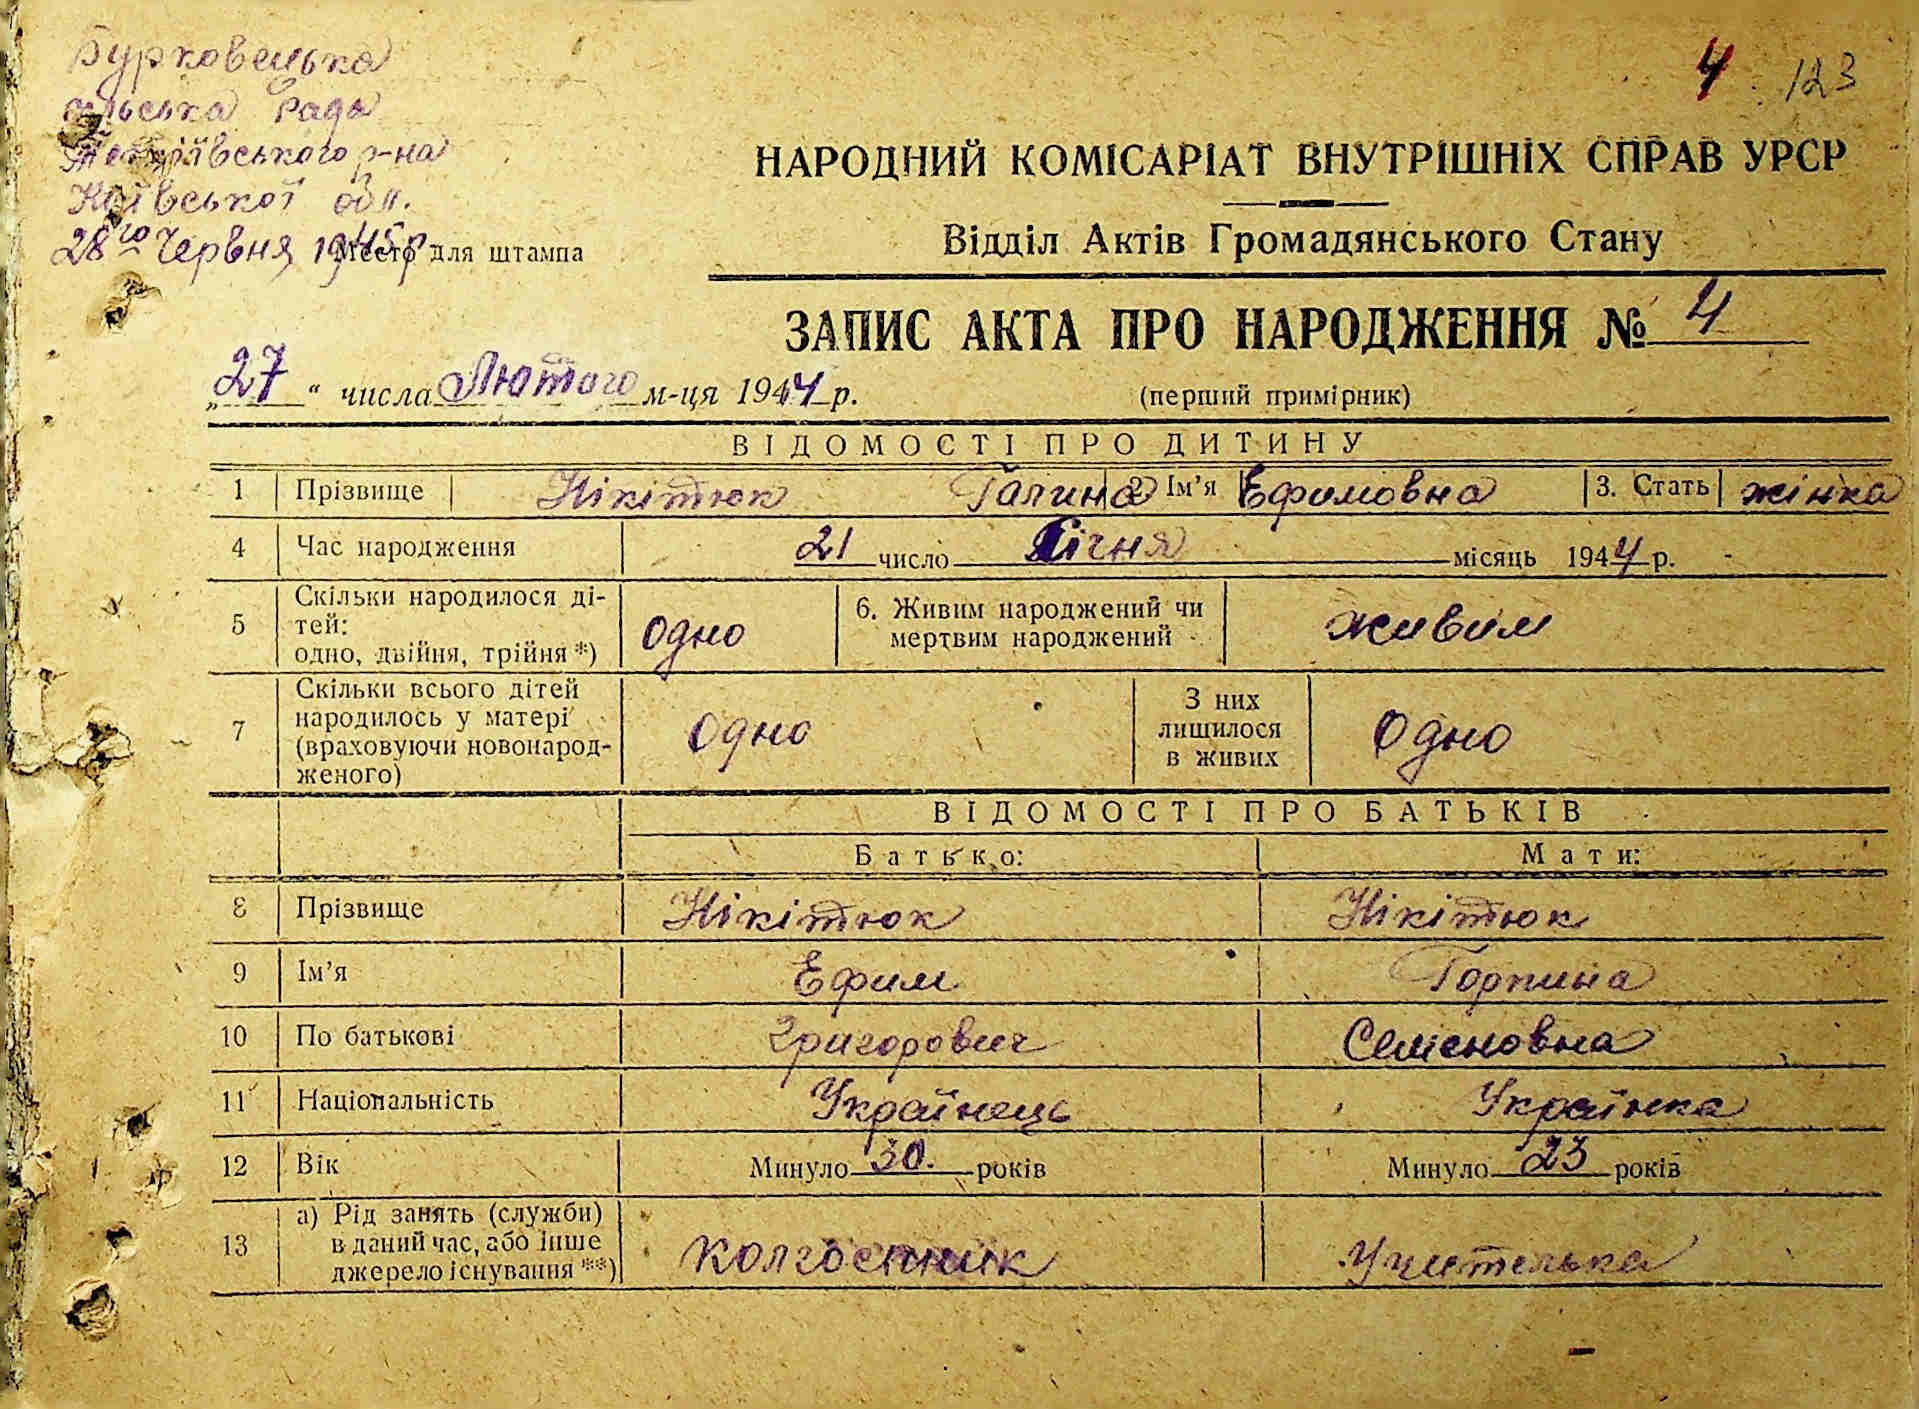 Бурковецька
сільська Рада
р-на
Київської обл.
28го Червня 1945р.
Место для штампа
4 123
НАРОДНИЙ КОМІСАРІАТ ВНУТРІШНІХ СПРАВ УРСР
Відділ Актів Громадянського Стану
ЗАПИС АКТА ПРО НАРОДЖЕННЯ № 4
„27“ числа Лютого м-ця 1944 р.
(перший примірник)
ВІДОМОСТІ ПРО ДИТИНУ
1 Прізвище Нікітюк Галина 2 Ім’я Ефимовна 3. Стать жінка
4 Час народження 21 число Січня місяць 1944 р.
5 Скільки народилося ді-
тей:
одно, двійня, трійня *)
одно
6. Живим народжений чи
мертвим народжений
живим
7 Скільки всього дітей
народилось у матері
(враховуючи новонарод-
женого)
одно
З них
лишилося
в живих
одно
ВІДОМОСТІ ПРО БАТЬКІВ
Батько: Мати:
8 Прізвище Нікітюк Нікітюк
9 Ім’я Ефим Горпина
10 По батькові Григорович Семеновна
11 Національність Українець Українка
12 Вік Минуло 30. років Минуло 23 років
13 а) Рід занять (служби)
в даний час, або інше
джерело існування **)
колгоспник Учителька